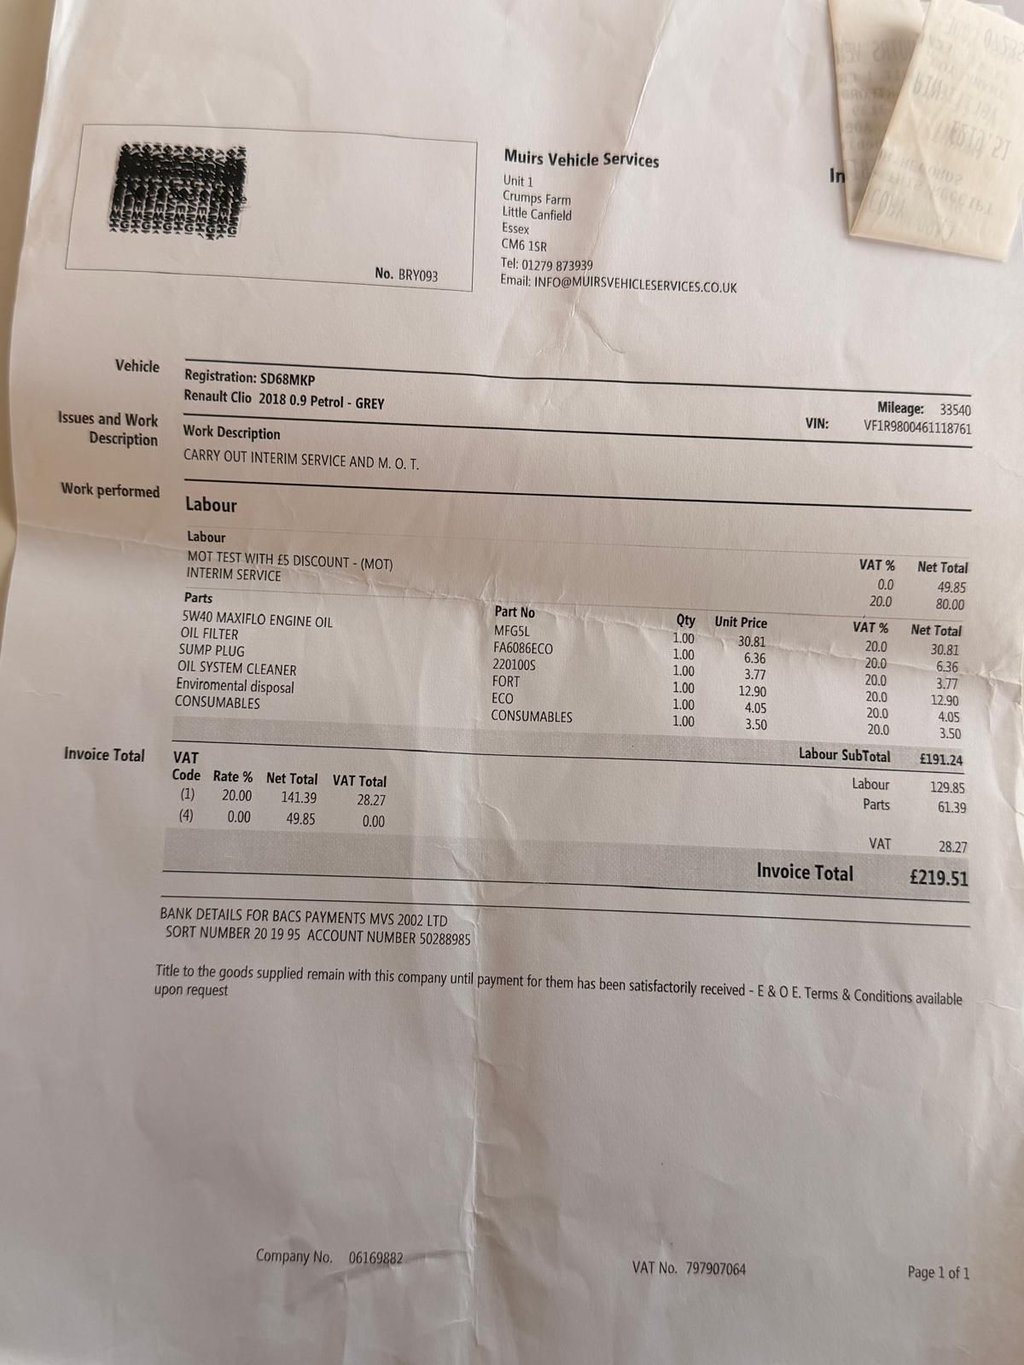 Muirs Vehicle Services
Unit 1
Crumps Farm
Little Canfield
Essex
CM6 1SR
Tel: 01279 873939
Email: INFO@MUIRSVEHICLESERVICES.CO.UK
In
No. BRY093
Vehicle
Registration: SD68MKP
Renault Clio 2018 0.9 Petrol - GREY
Mileage: 33540
VIN: VF1R9800461118761
Issues and Work
Description
Work Description
CARRY OUT INTERIM SERVICE AND M. O. T.
Work performed
Labour
Labour VAT % Net Total
MOT TEST WITH £5 DISCOUNT - (MOT) 0.0 49.85
INTERIM SERVICE 20.0 80.00
Parts Part No Qty Unit Price VAT % Net Total
5W40 MAXIFLO ENGINE OIL MFG5L 1.00 30.81 20.0 30.81
OIL FILTER FA6086ECO 1.00 6.36 20.0 6.36
SUMP PLUG 220100S 1.00 3.77 20.0 3.77
OIL SYSTEM CLEANER FORT 1.00 12.90 20.0 12.90
Enviromental disposal ECO 1.00 4.05 20.0 4.05
CONSUMABLES CONSUMABLES 1.00 3.50 20.0 3.50
Labour SubTotal £191.24
Invoice Total
VAT
Code Rate % Net Total VAT Total
(1) 20.00 141.39 28.27
(4) 0.00 49.85 0.00
Labour 129.85
Parts 61.39
VAT 28.27
Invoice Total £219.51
BANK DETAILS FOR BACS PAYMENTS MVS 2002 LTD
SORT NUMBER 20 19 95 ACCOUNT NUMBER 50288985
Title to the goods supplied remain with this company until payment for them has been satisfactorily received - E & O E. Terms & Conditions available
upon request
Company No. 06169882
VAT No. 797907064
Page 1 of 1